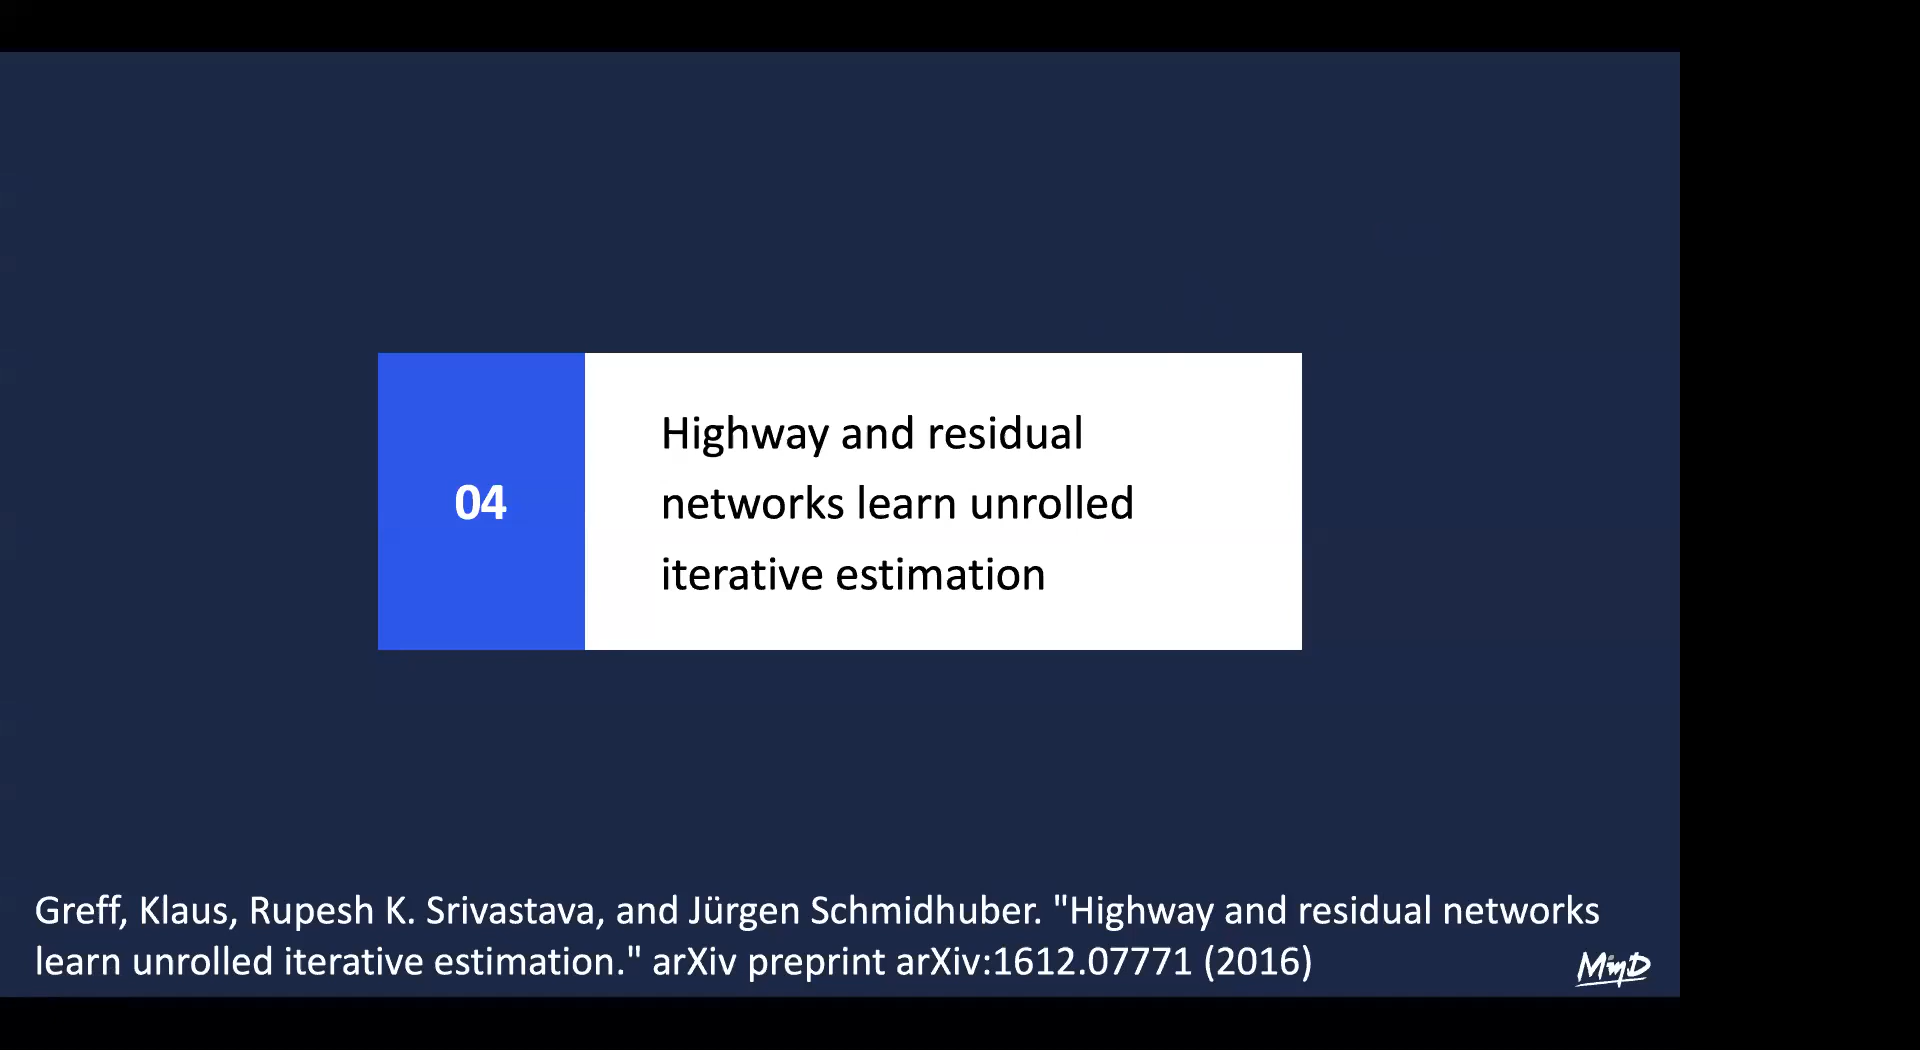 04
Highway and residual
networks learn unrolled
iterative estimation
Greff, Klaus, Rupesh K. Srivastava, and Jürgen Schmidhuber. "Highway and residual networks
learn unrolled iterative estimation." arXiv preprint arXiv:1612.07771 (2016)
MinD